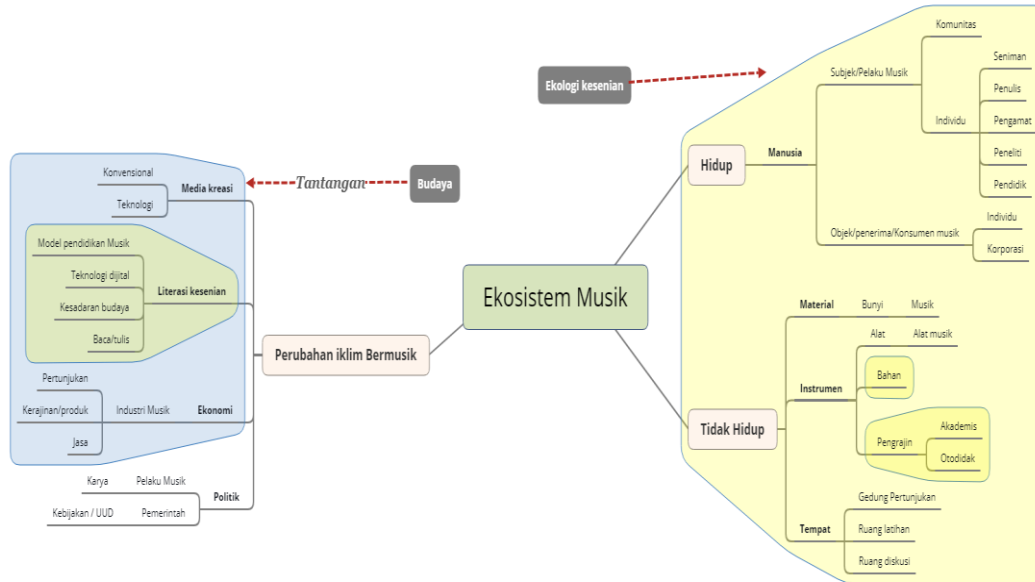 Ekosistem Musik
Ekologi kesenian
Hidup
Manusia
Subjek/Pelaku Musik
Komunitas
Individu
Seniman
Penulis
Pengamat
Peneliti
Pendidik
Objek/penerima/Konsumen musik
Individu
Korporasi
Tidak Hidup
Material
Bunyi
Musik
Instrumen
Alat
Alat musik
Bahan
Pengrajin
Akademis
Otodidak
Tempat
Gedung Pertunjukan
Ruang latihan
Ruang diskusi
Perubahan iklim Bermusik
Budaya
Tantangan
Media kreasi
Konvensional
Teknologi
Literasi kesenian
Model pendidikan Musik
Teknologi dijital
Kesadaran budaya
Baca/tulis
Ekonomi
Industri Musik
Pertunjukan
Kerajinan/produk
Jasa
Politik
Pelaku Musik
Karya
Pemerintah
Kebijakan / UUD